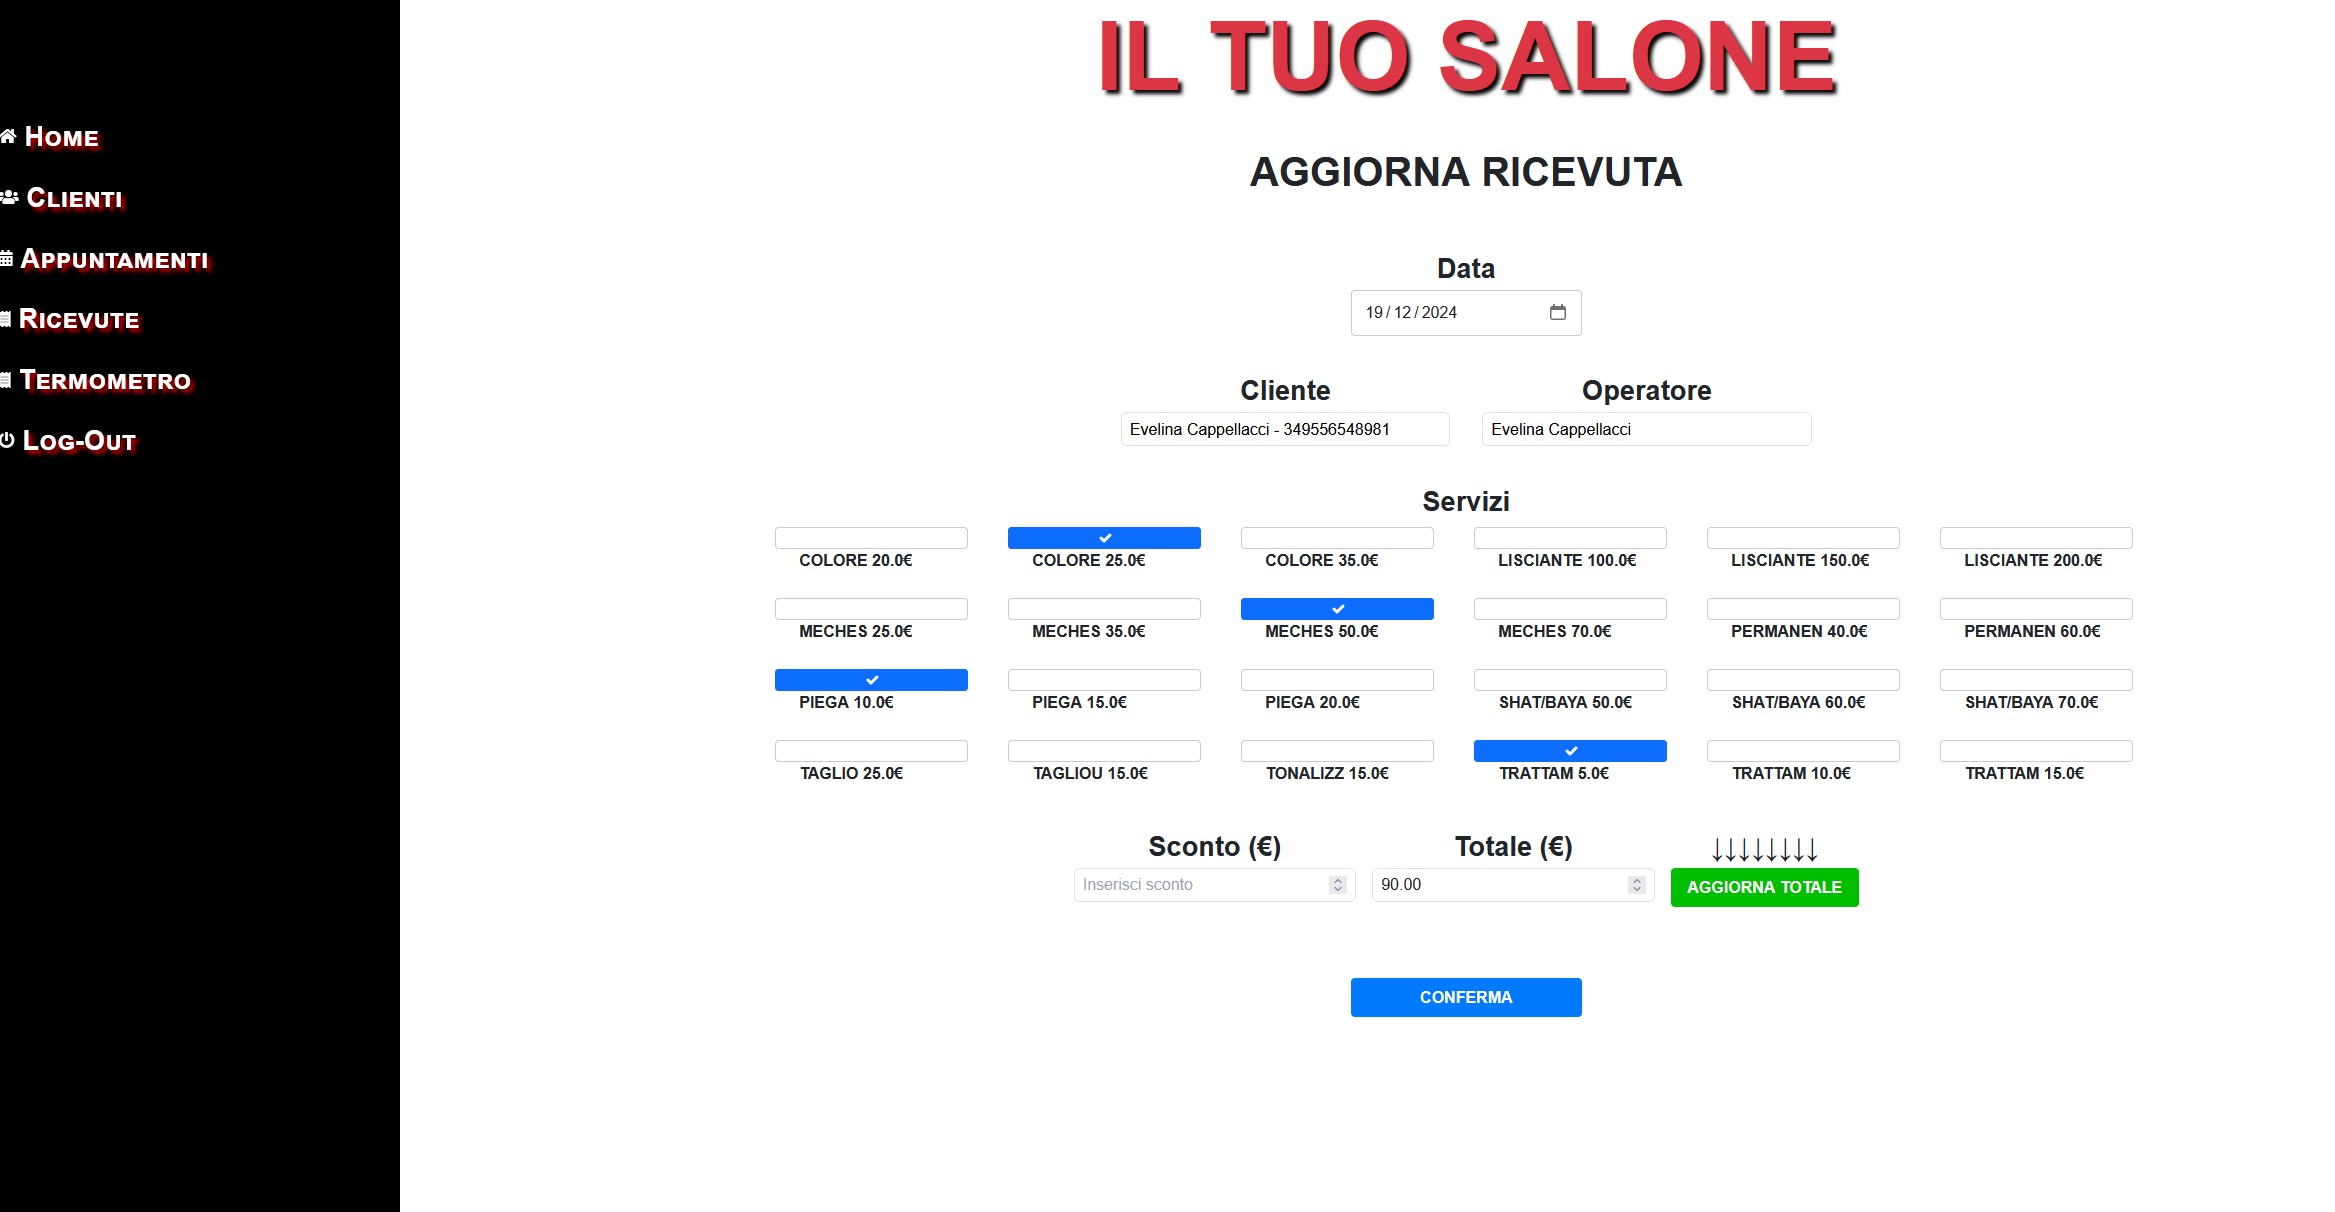 IL TUO SALONE
Home
Clienti
Appuntamenti
Ricevute
Termometro
Log-Out
AGGIORNA RICEVUTA
Data
19/12/2024
Cliente
Operatore
Evelina Cappellacci - 349556548981
Evelina Cappellacci
Servizi
COLORE 20.0€
COLORE 25.0€
COLORE 35.0€
LISCIANTE 100.0€
LISCIANTE 150.0€
LISCIANTE 200.0€
MECHES 25.0€
MECHES 35.0€
MECHES 50.0€
MECHES 70.0€
PERMANEN 40.0€
PERMANEN 60.0€
PIEGA 10.0€
PIEGA 15.0€
PIEGA 20.0€
SHAT/BAYA 50.0€
SHAT/BAYA 60.0€
SHAT/BAYA 70.0€
TAGLIO 25.0€
TAGLIOU 15.0€
TONALIZZ 15.0€
TRATTAM 5.0€
TRATTAM 10.0€
TRATTAM 15.0€
Sconto (€)
Totale (€)
↓↓↓↓↓↓↓↓
Inserisci sconto
90.00
AGGIORNA TOTALE
CONFERMA